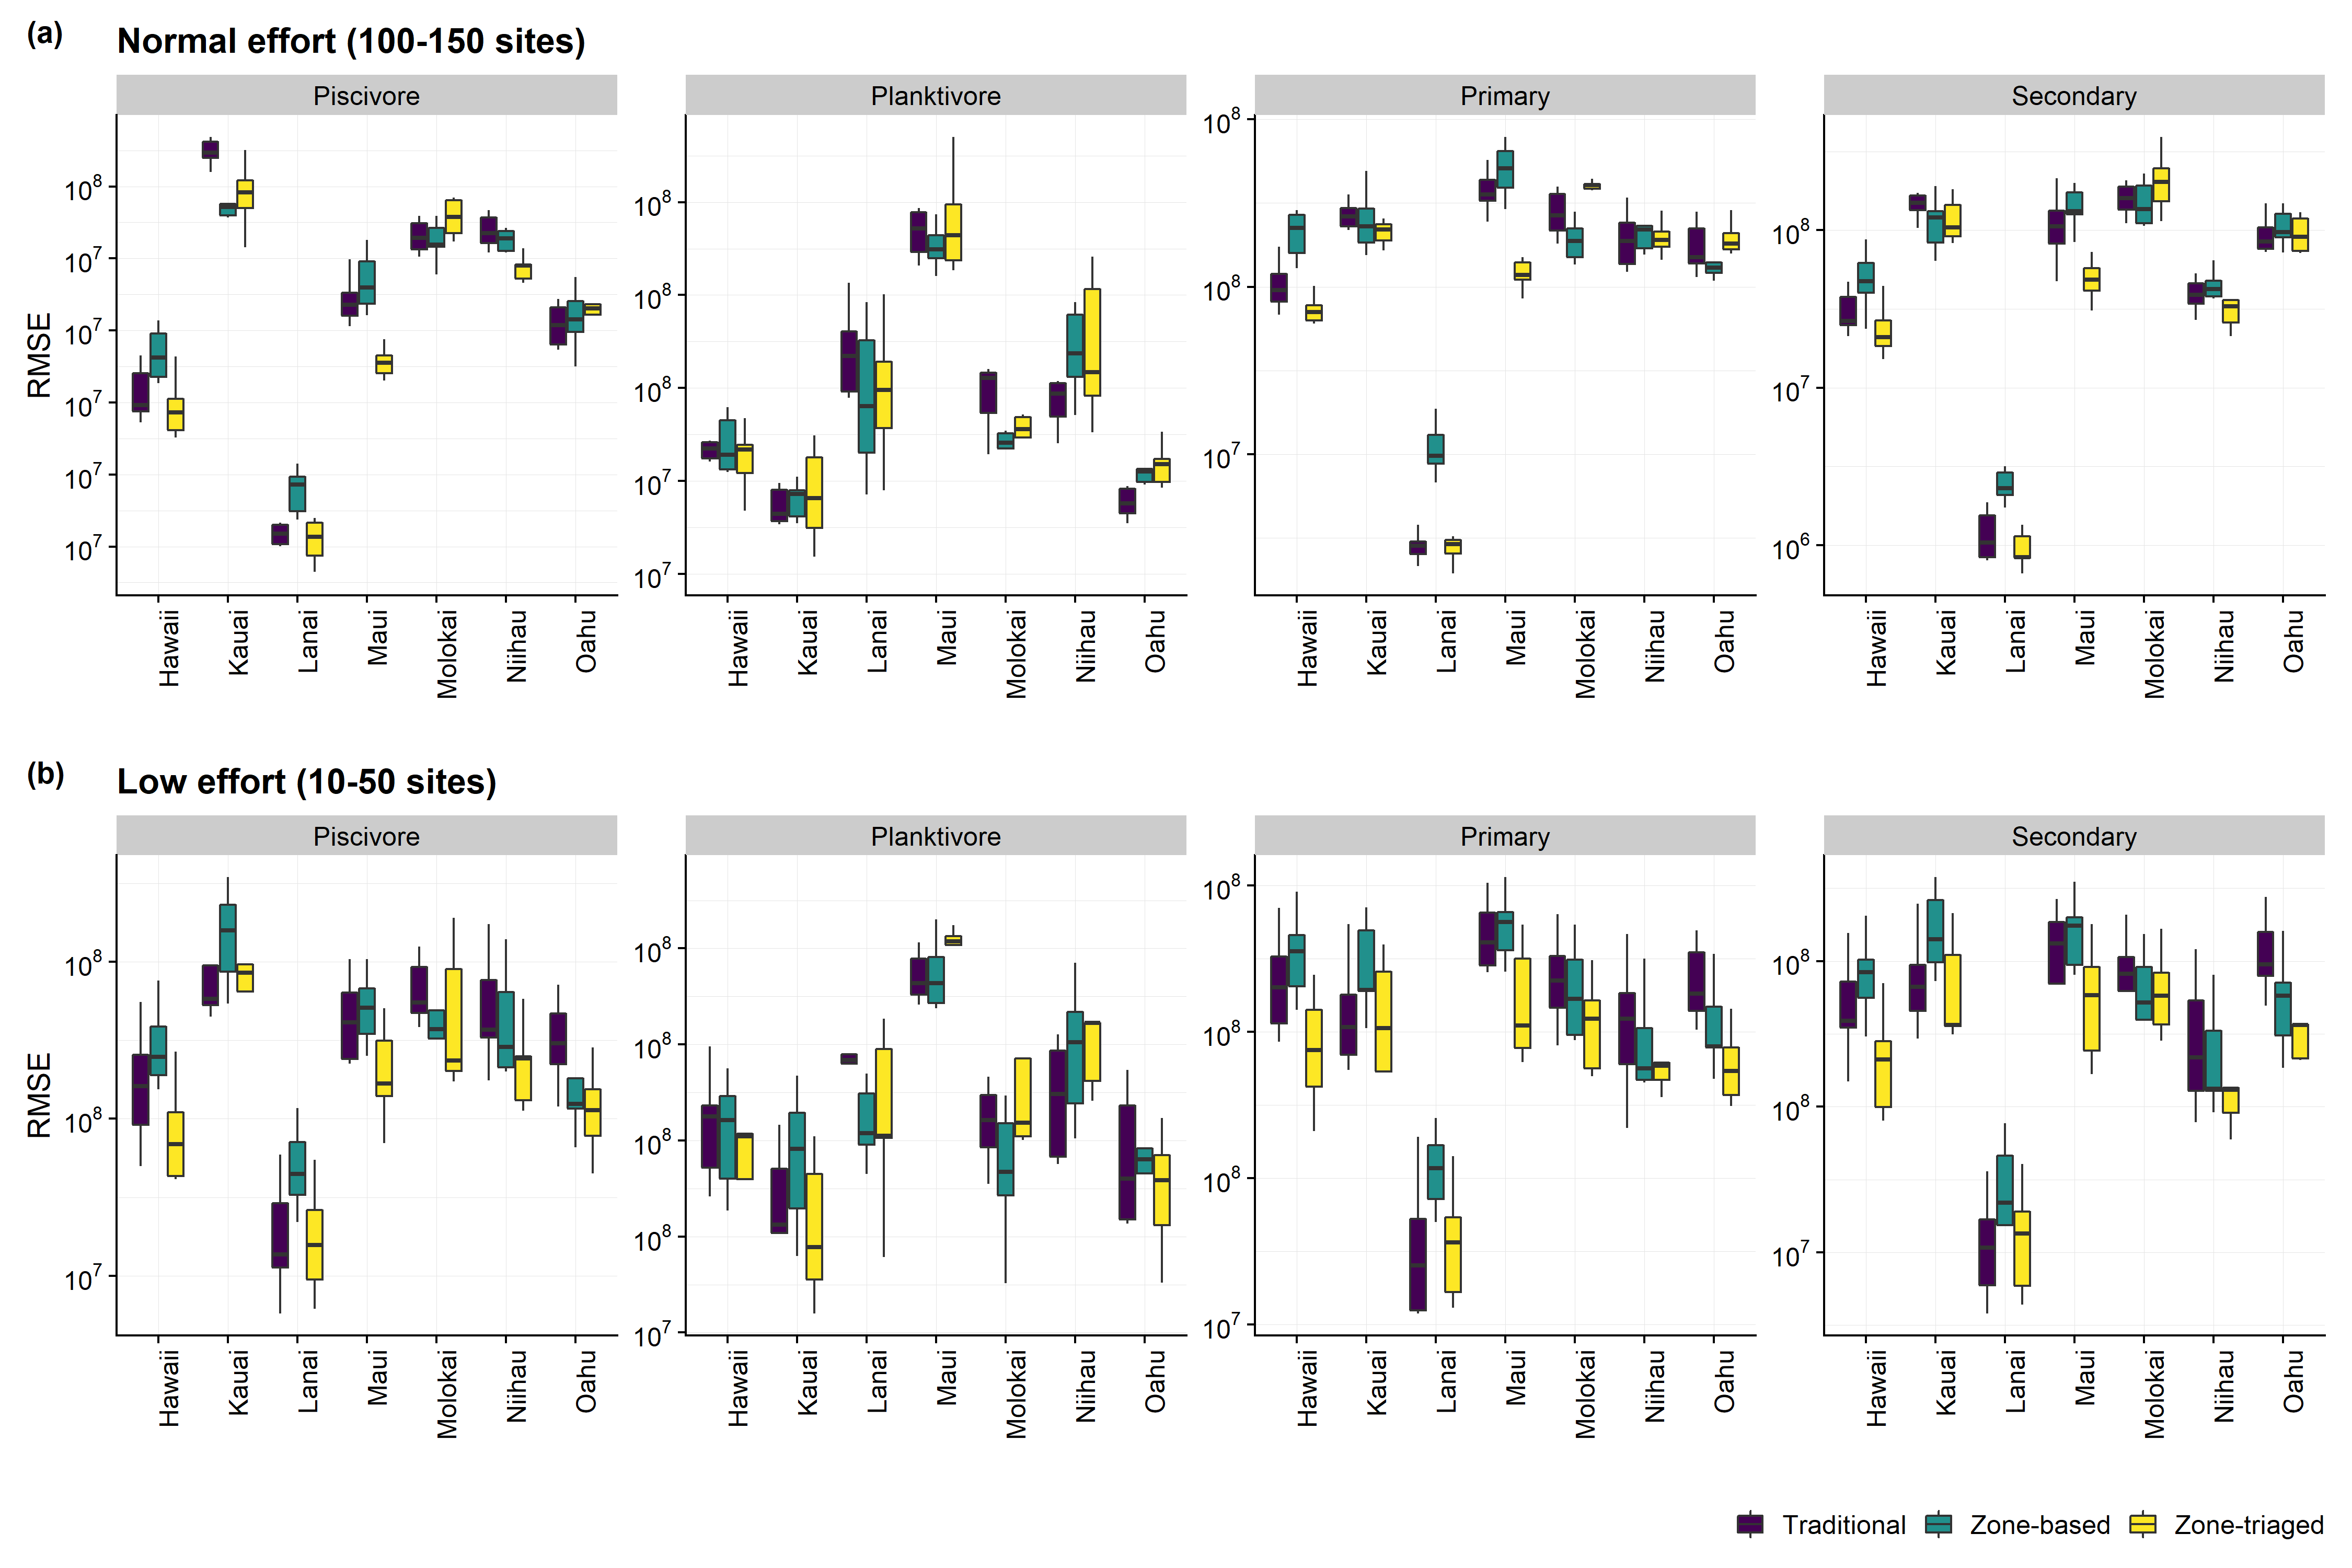 (a) Normal effort (100-150 sites)
Piscivore Planktivore Primary Secondary
RMSE
10^8
10^7
10^7
10^7
10^7
10^7
10^8
10^8
10^8
10^7
10^7
10^8
10^8
10^7
10^8
10^7
10^6
Hawaii Kauai Lanai Maui Molokai Niihau Oahu
Hawaii Kauai Lanai Maui Molokai Niihau Oahu
Hawaii Kauai Lanai Maui Molokai Niihau Oahu
Hawaii Kauai Lanai Maui Molokai Niihau Oahu
(b) Low effort (10-50 sites)
Piscivore Planktivore Primary Secondary
RMSE
10^8
10^8
10^7
10^8
10^8
10^8
10^8
10^7
10^8
10^8
10^8
10^7
10^8
10^8
10^7
Hawaii Kauai Lanai Maui Molokai Niihau Oahu
Hawaii Kauai Lanai Maui Molokai Niihau Oahu
Hawaii Kauai Lanai Maui Molokai Niihau Oahu
Hawaii Kauai Lanai Maui Molokai Niihau Oahu
Traditional Zone-based Zone-triaged